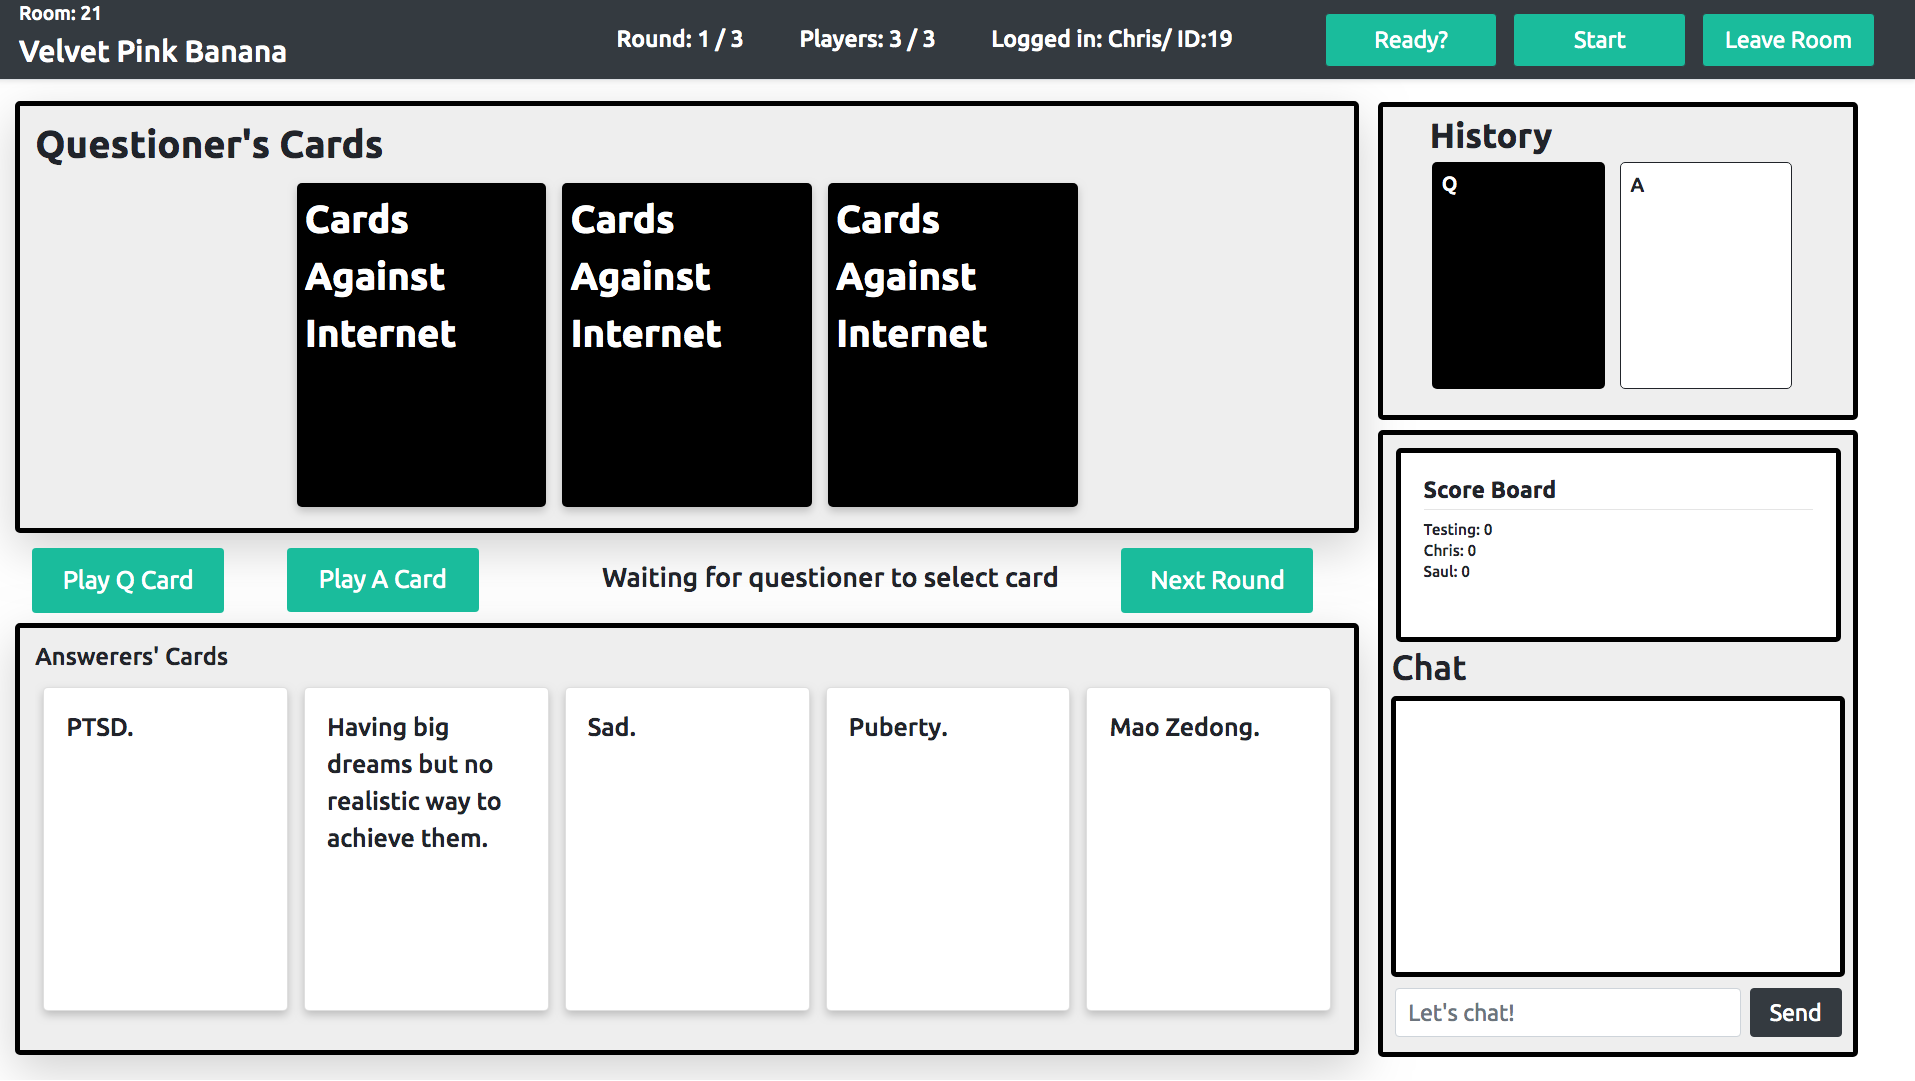 Room: 21
Velvet Pink Banana
Round: 1 / 3
Players: 3 / 3
Logged in: Chris/ ID:19
Ready?
Start
Leave Room
Questioner's Cards
Cards
Against
Internet
Cards
Against
Internet
Cards
Against
Internet
History
Q
A
Play Q Card
Play A Card
Waiting for questioner to select card
Next Round
Score Board
Testing: 0
Chris: 0
Saul: 0
Answerers' Cards
PTSD.
Having big
dreams but no
realistic way to
achieve them.
Sad.
Puberty.
Mao Zedong.
Chat
Let's chat!
Send